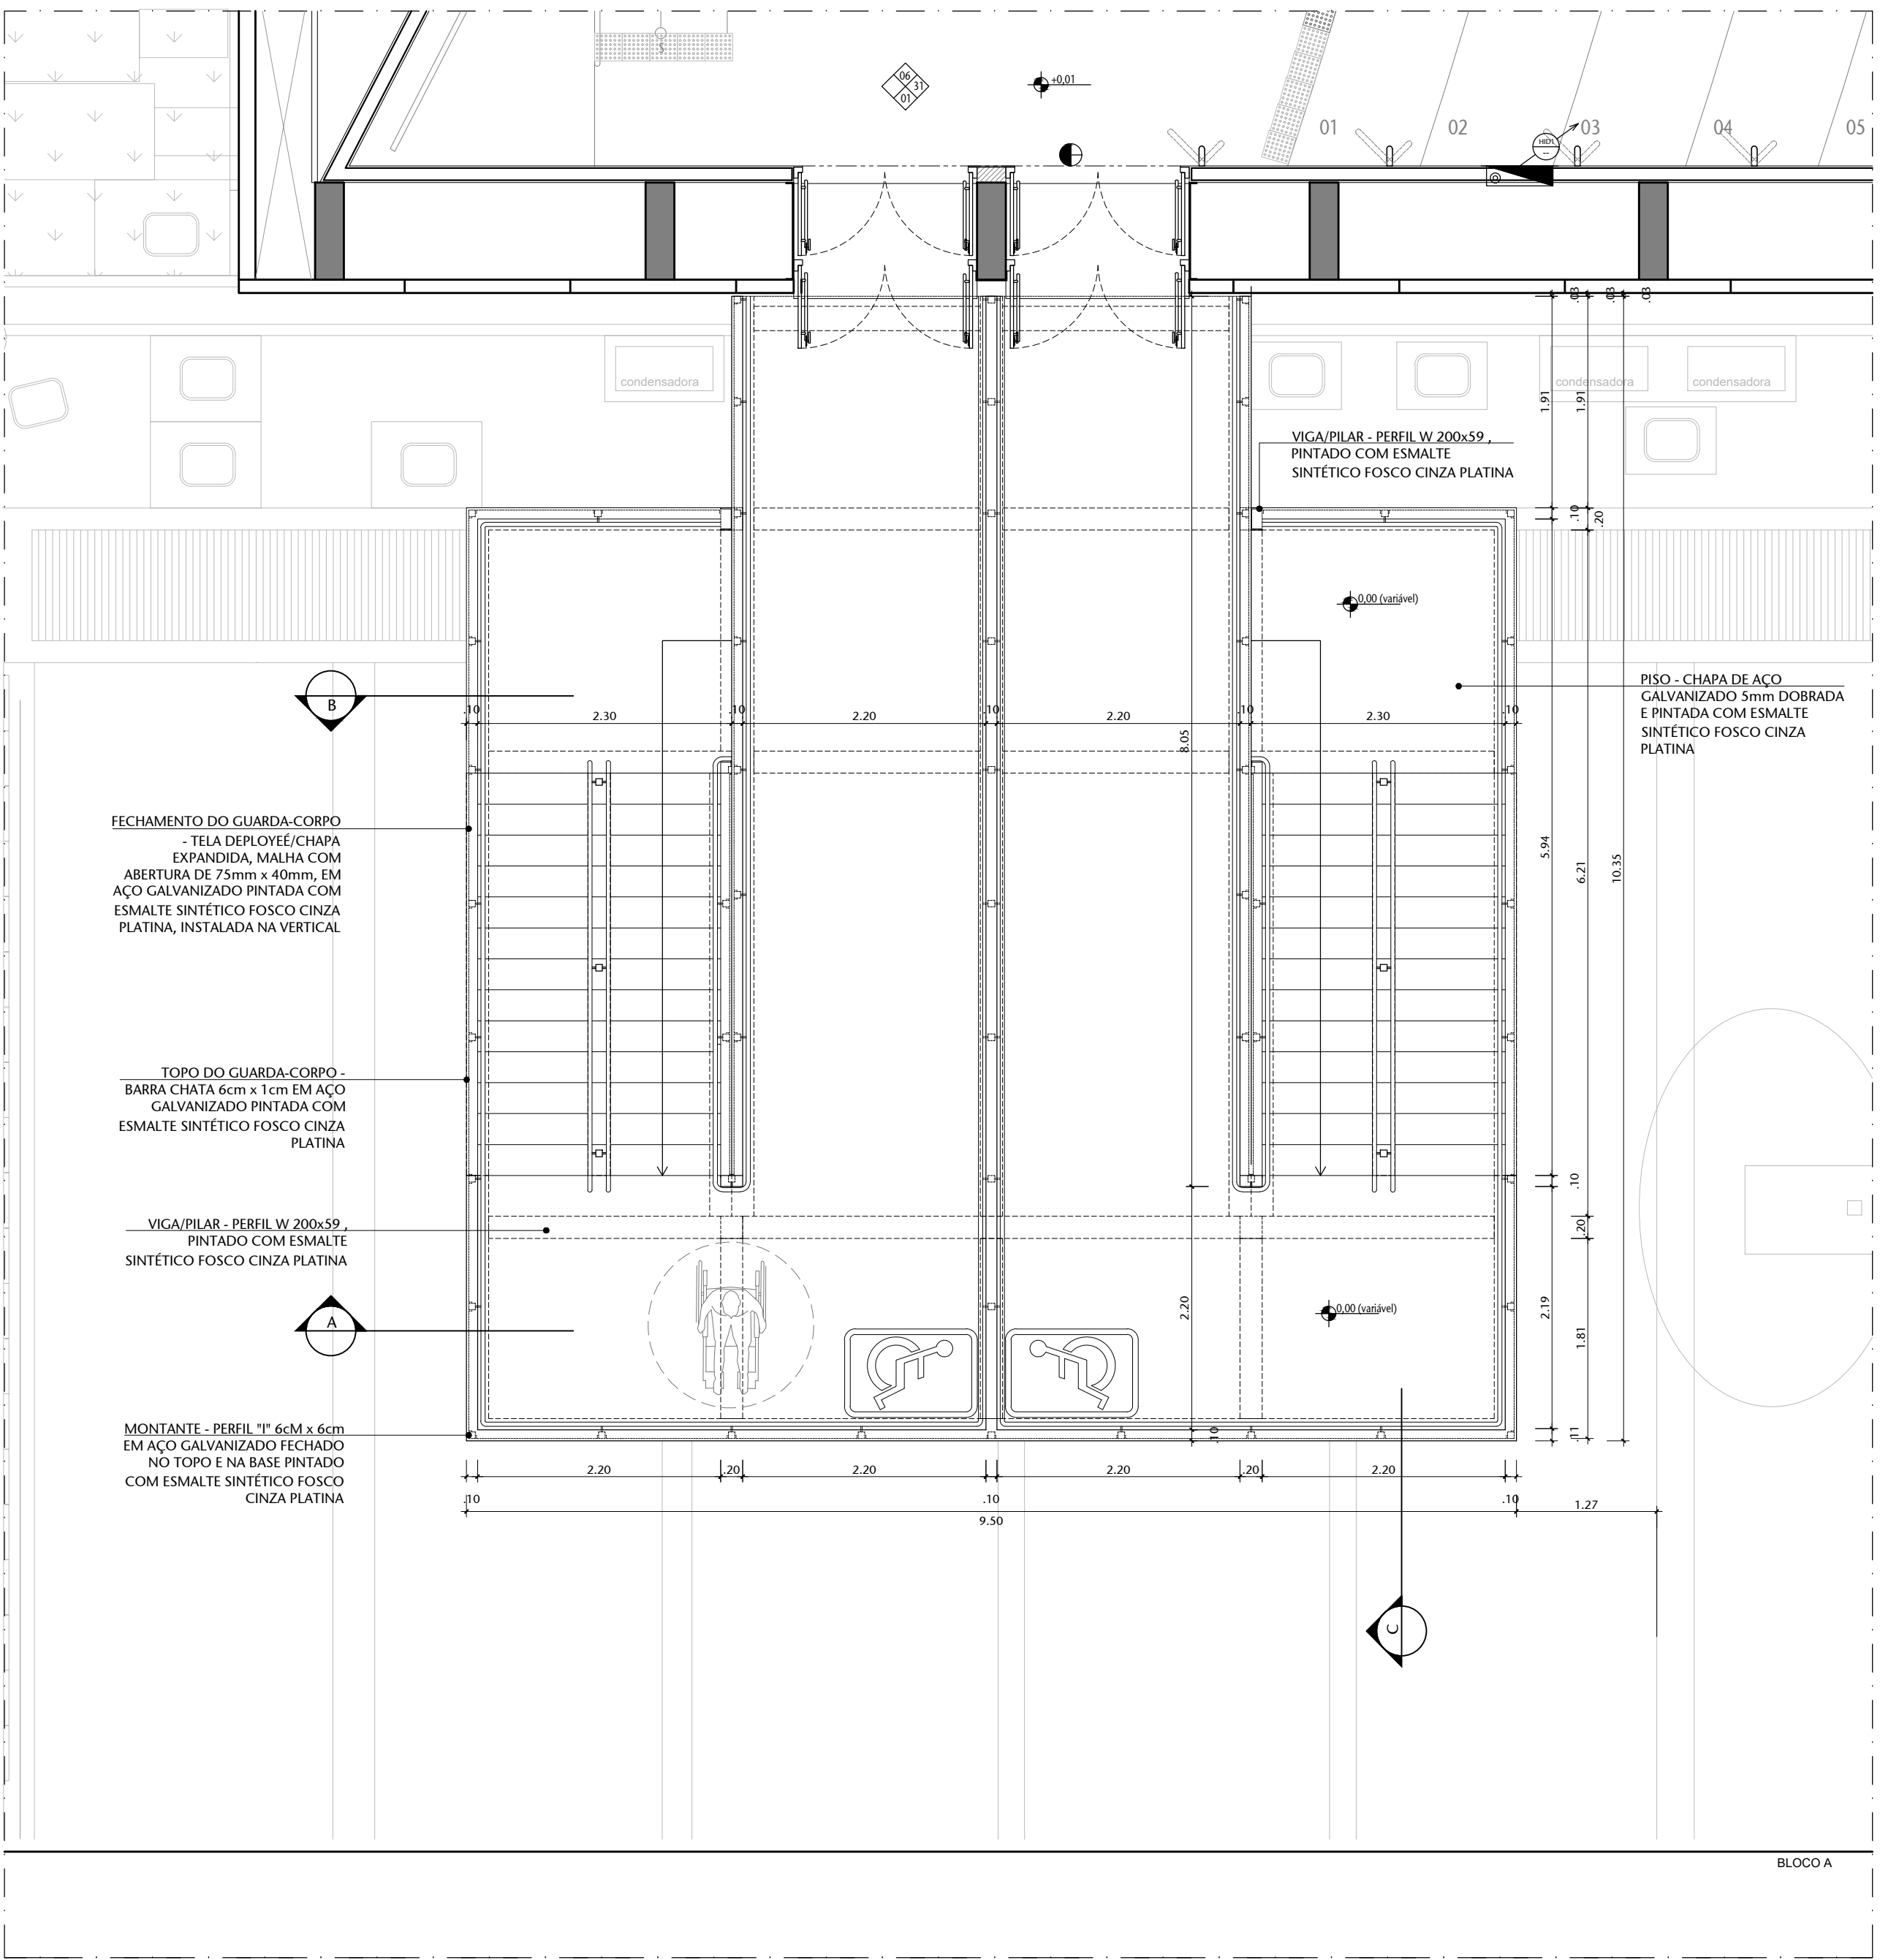 06
31
01
+0,01
S
01
02
03
04
05
HID1
--
.03
.03
.03
condensadora
condensadora
condensadora
1.91
1.91
VIGA/PILAR - PERFIL W 200x59 ,
PINTADO COM ESMALTE
SINTÉTICO FOSCO CINZA PLATINA
.10
.20
0,00 (variável)
B
PISO - CHAPA DE AÇO
GALVANIZADO 5mm DOBRADA
E PINTADA COM ESMALTE
SINTÉTICO FOSCO CINZA
PLATINA
.10
2.30
.10
2.20
.10
2.20
.10
2.30
.10
8.05
FECHAMENTO DO GUARDA-CORPO
- TELA DEPLOYEÉ/CHAPA
EXPANDIDA, MALHA COM
ABERTURA DE 75mm x 40mm, EM
AÇO GALVANIZADO PINTADA COM
ESMALTE SINTÉTICO FOSCO CINZA
PLATINA, INSTALADA NA VERTICAL
5.94
6.21
10.35
TOPO DO GUARDA-CORPO -
BARRA CHATA 6cm x 1cm EM AÇO
GALVANIZADO PINTADA COM
ESMALTE SINTÉTICO FOSCO CINZA
PLATINA
.10
.20
VIGA/PILAR - PERFIL W 200x59 ,
PINTADO COM ESMALTE
SINTÉTICO FOSCO CINZA PLATINA
A
2.20
0,00 (variável)
2.19
1.81
MONTANTE - PERFIL "I" 6cM x 6cm
EM AÇO GALVANIZADO FECHADO
NO TOPO E NA BASE PINTADO
COM ESMALTE SINTÉTICO FOSCO
CINZA PLATINA
.10
.11
2.20
.20
2.20
2.20
.20
2.20
.10
.10
.10
1.27
9.50
C
BLOCO A